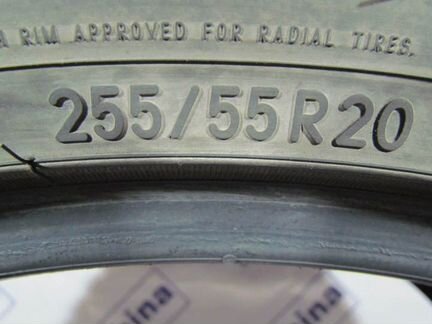 RIM APPROVED FOR RADIAL TIRES.
255/55R20